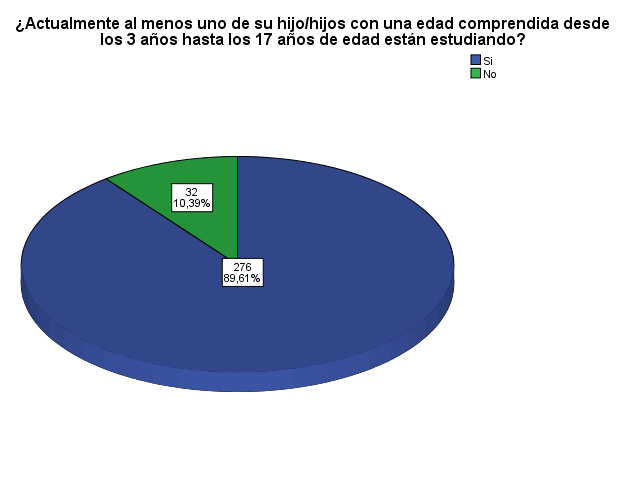 ¿Actualmente al menos uno de su hijo/hijos con una edad comprendida desde
los 3 años hasta los 17 años de edad están estudiando?
Si
No
32
10,39%
276
89,61%